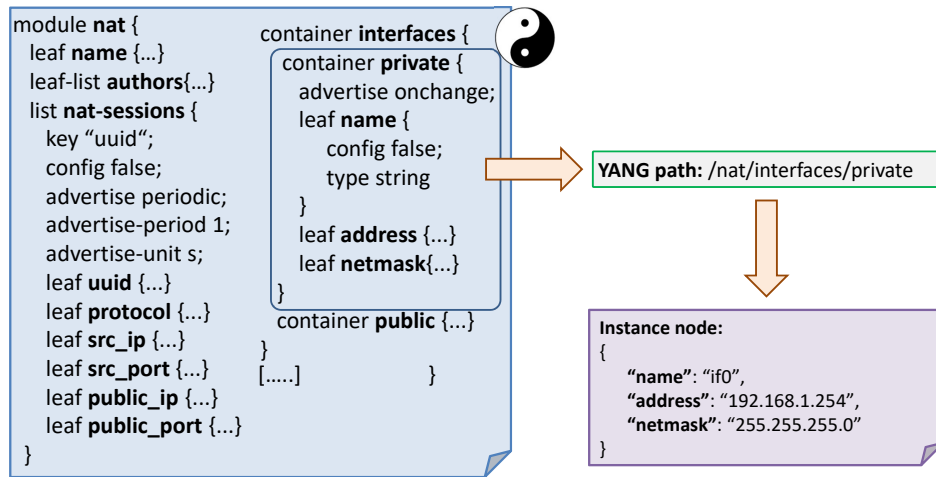 module nat {
leaf name {...}
leaf-list authors{...}
list nat-sessions {
key “uuid“;
config false;
advertise periodic;
advertise-period 1;
advertise-unit s;
leaf uuid {...}
leaf protocol {...}
leaf src_ip {...}
leaf src_port {...}
leaf public_ip {...}
leaf public_port {...}
}
container interfaces {
container private {
advertise onchange;
leaf name {
config false;
type string
}
leaf address {...}
leaf netmask{...}
}
container public {...}
}
[.....] }
YANG path: /nat/interfaces/private
Instance node:
{
“name”: “if0”,
“address”: “192.168.1.254”,
“netmask”: “255.255.255.0”
}